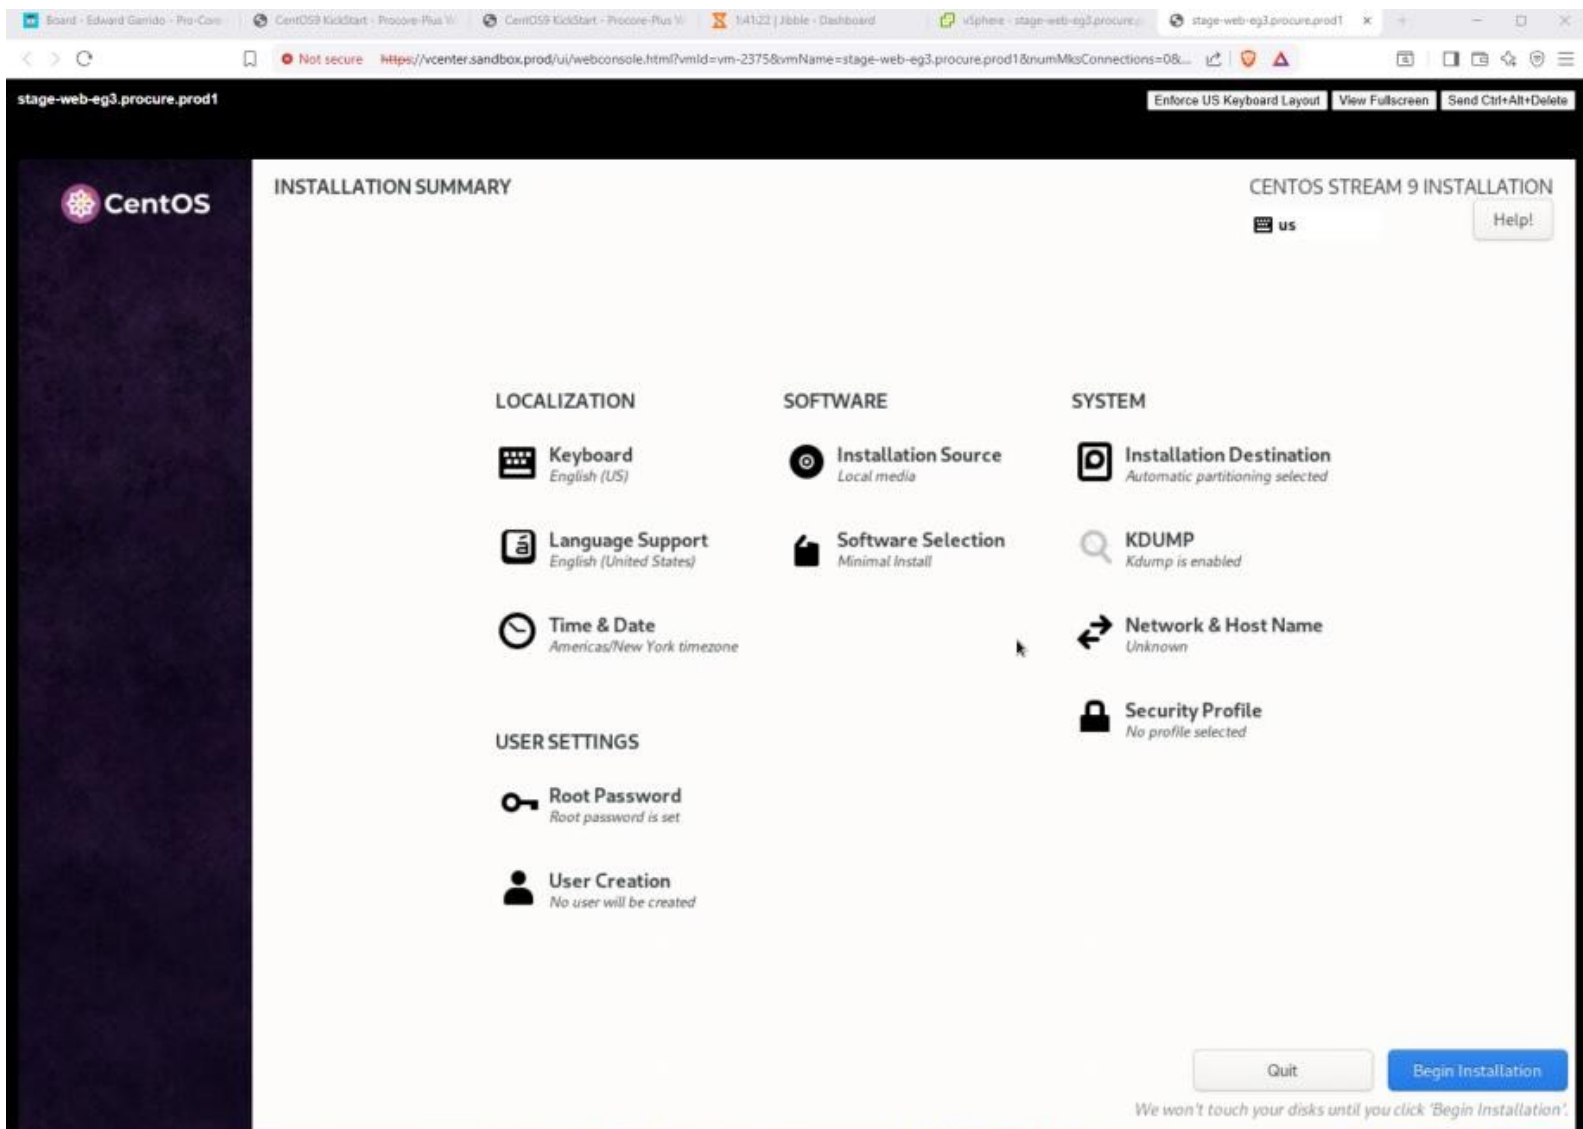 Board - Edward Garrido - Pro-Com
CentOS9 KickStart - Procore-Plus W
CentOS9 KickStart - Procore-Plus W
1:41:22 | Jibble - Dashboard
vSphere - stage-web-eg3.procure.p
stage-web-eg3.procure.prod1
Not secure https://vcenter.sandbox.prod/ui/webconsole.html?vmId=vm-2375&vmName=stage-web-eg3.procure.prod1&numMksConnections=0&...
stage-web-eg3.procure.prod1
Enforce US Keyboard Layout View Fullscreen Send Ctrl+Alt+Delete
CentOS
INSTALLATION SUMMARY
CENTOS STREAM 9 INSTALLATION
us
Help!
LOCALIZATION
Keyboard
English (US)
Language Support
English (United States)
Time & Date
Americas/New York timezone
SOFTWARE
Installation Source
Local media
Software Selection
Minimal Install
SYSTEM
Installation Destination
Automatic partitioning selected
KDUMP
Kdump is enabled
Network & Host Name
Unknown
Security Profile
No profile selected
USER SETTINGS
Root Password
Root password is set
User Creation
No user will be created
Quit
Begin Installation
We won't touch your disks until you click 'Begin Installation'.